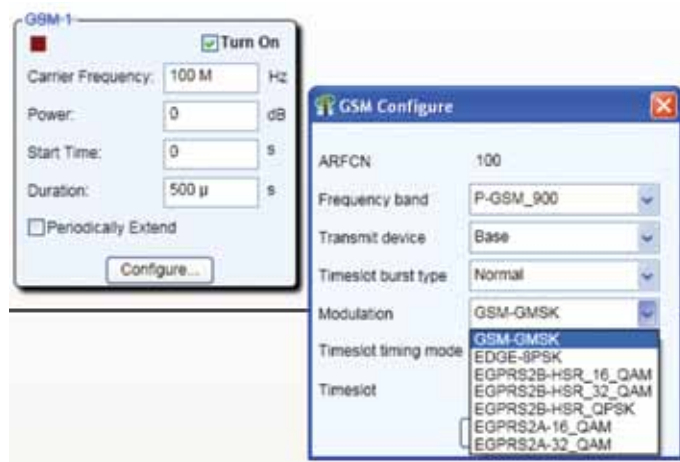 GSM-1
Turn On
Carrier Frequency: 100 M Hz
Power: 0 dB
Start Time: 0 s
Duration: 500 µ s
Periodically Extend
Configure...
GSM Configure
ARFCN 100
Frequency band P-GSM_900
Transmit device Base
Timeslot burst type Normal
Modulation GSM-GMSK
Timeslot timing mode
Timeslot
GSM-GMSK
EDGE-8PSK
EGPRS2B-HSR_16_QAM
EGPRS2B-HSR_32_QAM
EGPRS2B-HSR_QPSK
EGPRS2A-16_QAM
EGPRS2A-32_QAM